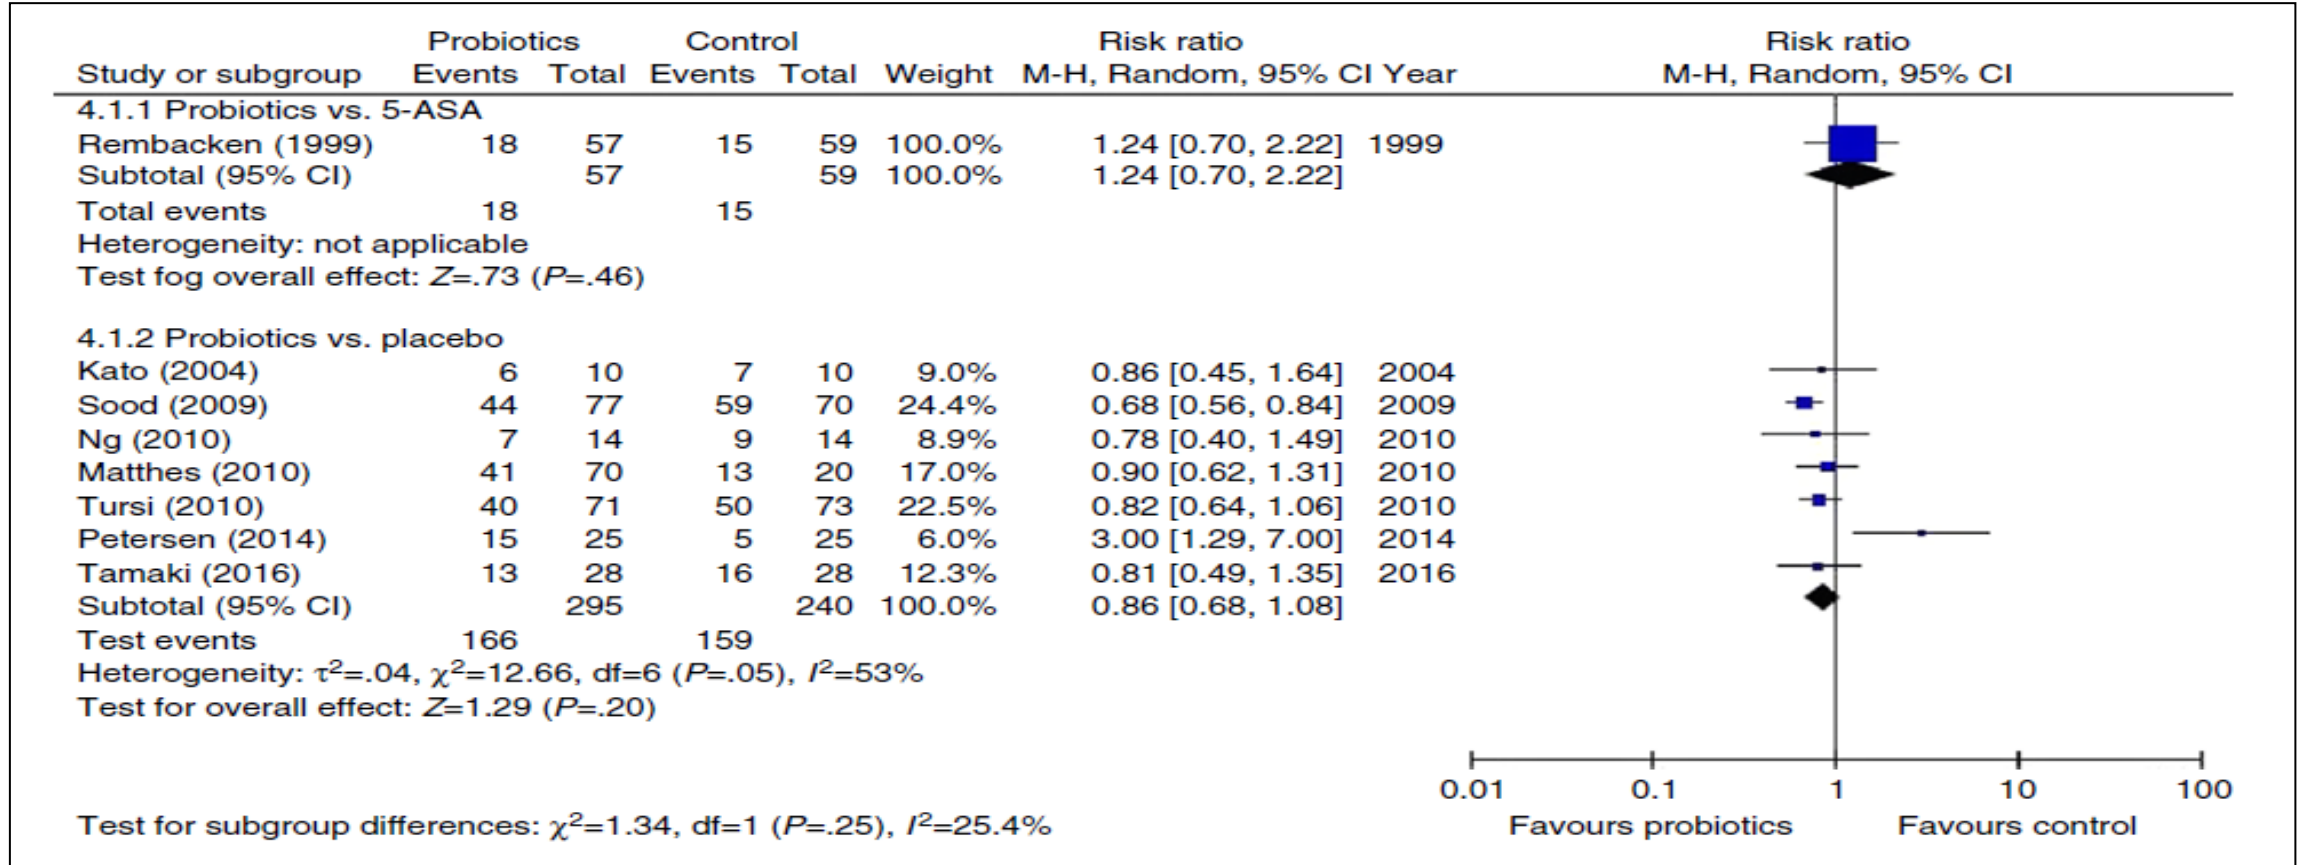 Probiotics Control Risk ratio Risk ratio
Study or subgroup Events Total Events Total Weight M-H, Random, 95% CI Year M-H, Random, 95% CI
4.1.1 Probiotics vs. 5-ASA
Rembacken (1999) 18 57 15 59 100.0% 1.24 [0.70, 2.22] 1999
Subtotal (95% CI) 57 59 100.0% 1.24 [0.70, 2.22]
Total events 18 15
Heterogeneity: not applicable
Test fog overall effect: Z=.73 (P=.46)
4.1.2 Probiotics vs. placebo
Kato (2004) 6 10 7 10 9.0% 0.86 [0.45, 1.64] 2004
Sood (2009) 44 77 59 70 24.4% 0.68 [0.56, 0.84] 2009
Ng (2010) 7 14 9 14 8.9% 0.78 [0.40, 1.49] 2010
Matthes (2010) 41 70 13 20 17.0% 0.90 [0.62, 1.31] 2010
Tursi (2010) 40 71 50 73 22.5% 0.82 [0.64, 1.06] 2010
Petersen (2014) 15 25 5 25 6.0% 3.00 [1.29, 7.00] 2014
Tamaki (2016) 13 28 16 28 12.3% 0.81 [0.49, 1.35] 2016
Subtotal (95% CI) 295 240 100.0% 0.86 [0.68, 1.08]
Test events 166 159
Heterogeneity: τ²=.04, χ²=12.66, df=6 (P=.05), I²=53%
Test for overall effect: Z=1.29 (P=.20)
0.01 0.1 1 10 100
Test for subgroup differences: χ²=1.34, df=1 (P=.25), I²=25.4% Favours probiotics Favours control